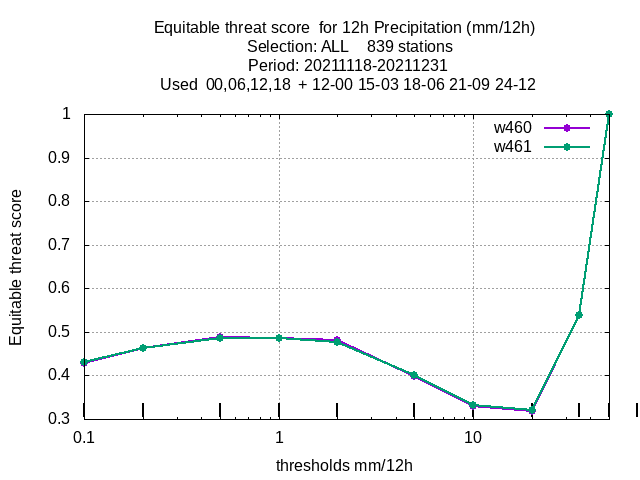 Equitable threat score  for 12h Precipitation (mm/12h)
Selection: ALL    839 stations
Period: 20211118-20211231
Used  00,06,12,18  + 12-00 15-03 18-06 21-09 24-12
w460
w461
1
0.9
0.8
0.7
0.6
0.5
0.4
0.3
Equitable threat score
0.1
1
10
thresholds mm/12h